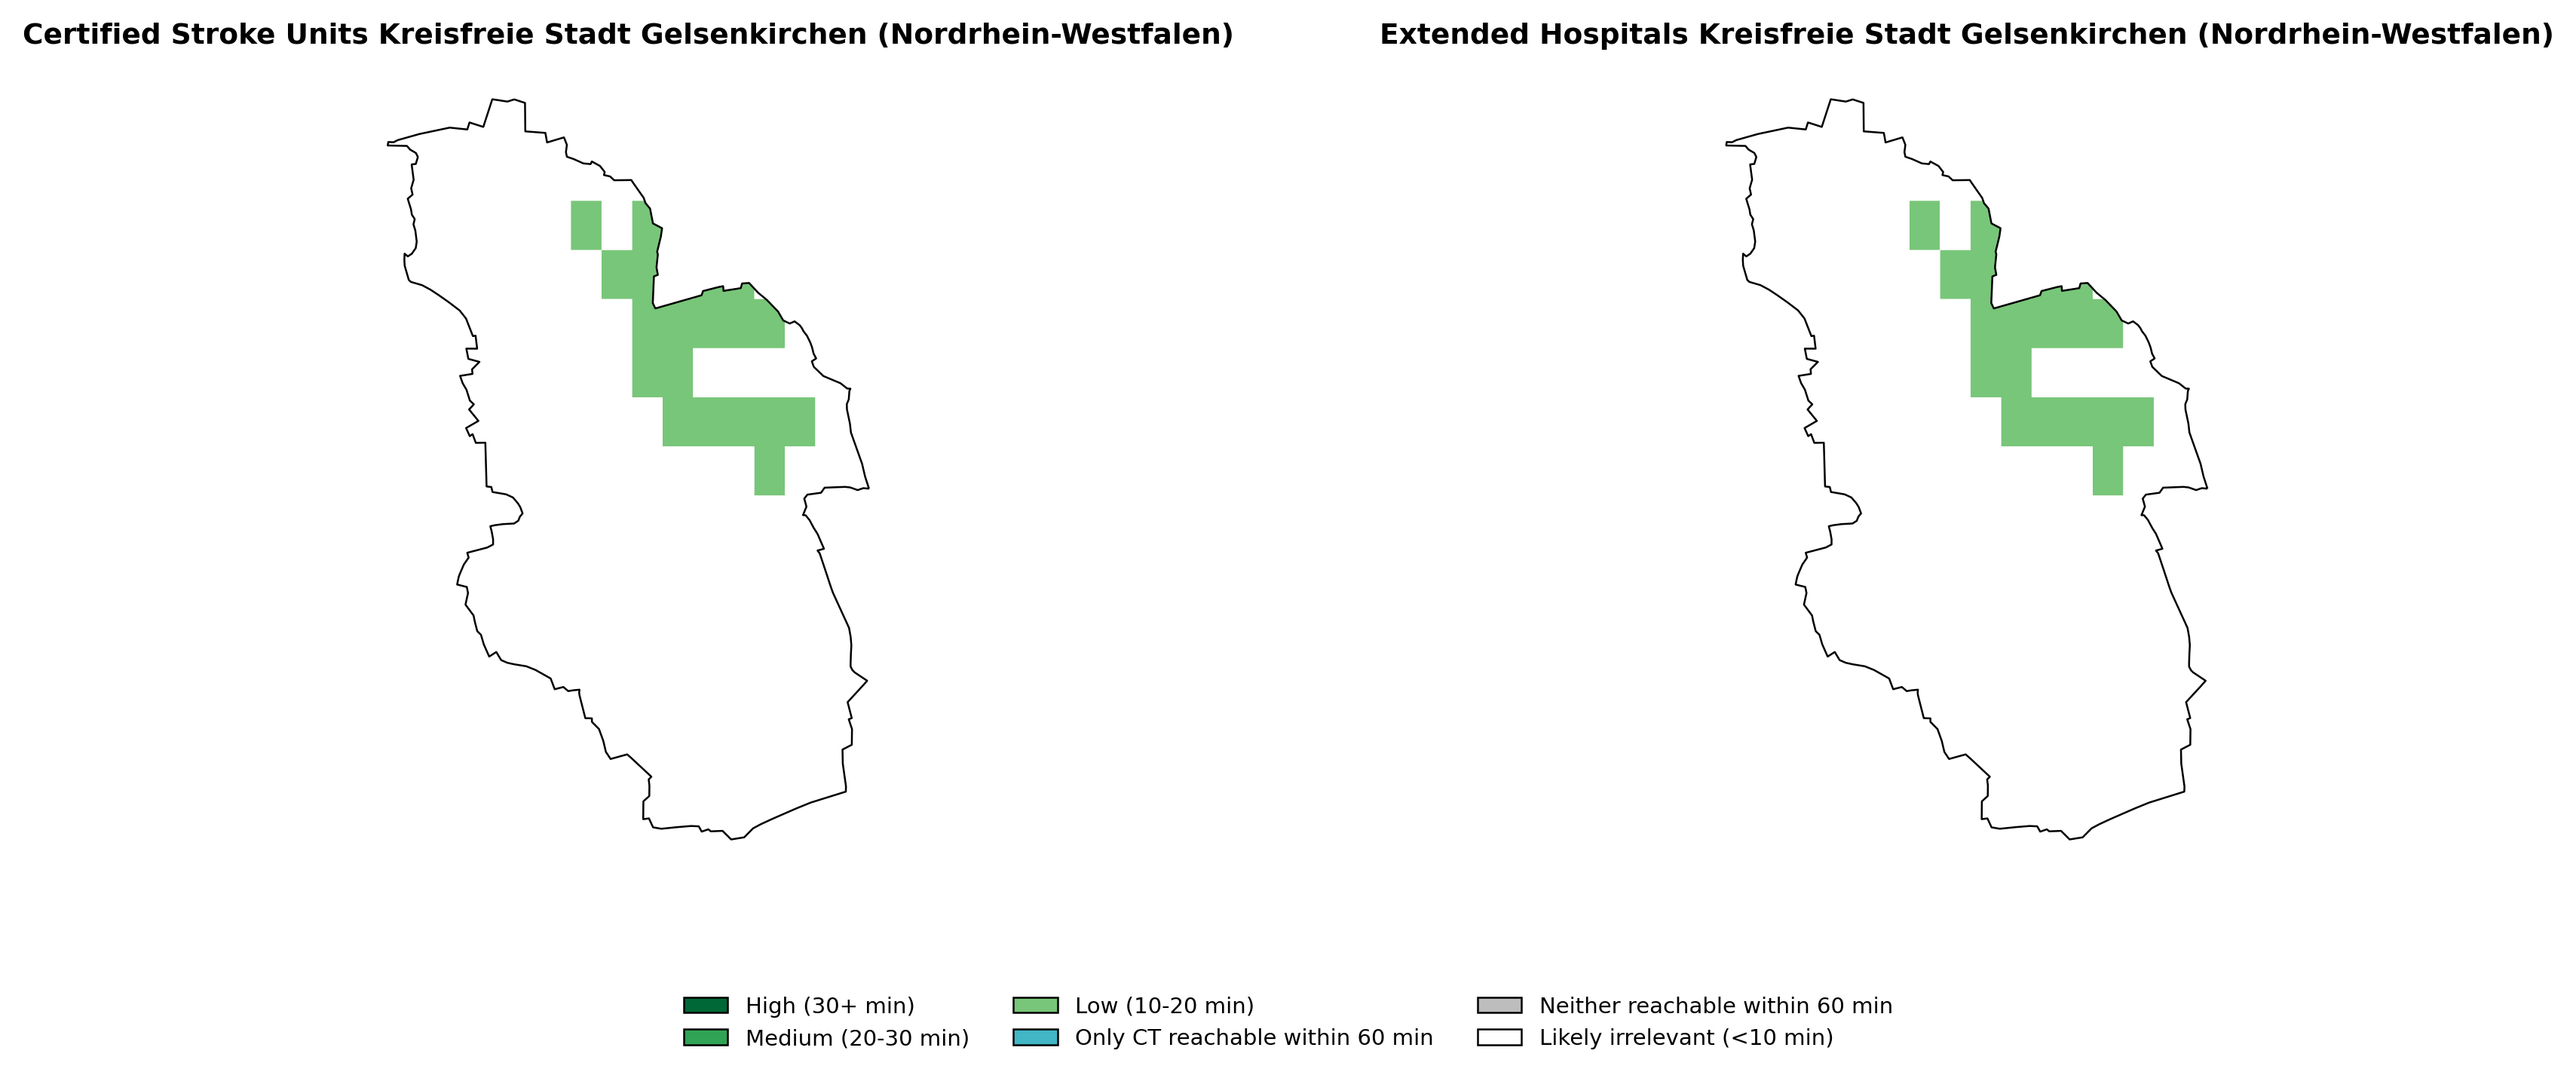 Certified Stroke Units Kreisfreie Stadt Gelsenkirchen (Nordrhein-Westfalen)
Extended Hospitals Kreisfreie Stadt Gelsenkirchen (Nordrhein-Westfalen)
High (30+ min)
Medium (20-30 min)
Low (10-20 min)
Only CT reachable within 60 min
Neither reachable within 60 min
Likely irrelevant (<10 min)